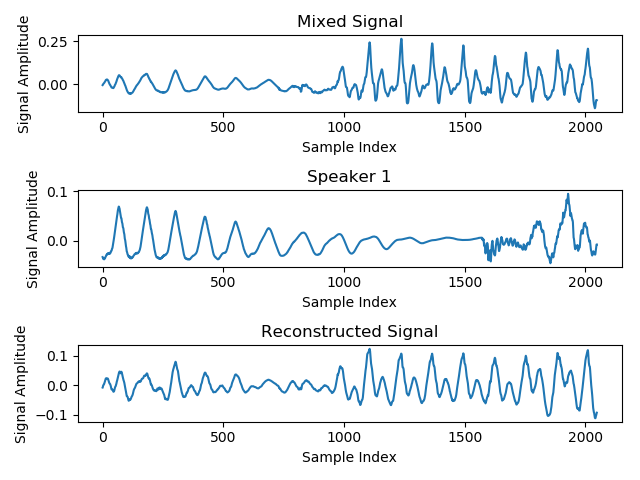 Mixed Signal
Signal Amplitude
0.25
0.00
0 500 1000 1500 2000
Sample Index
Speaker 1
Signal Amplitude
0.1
0.0
0 500 1000 1500 2000
Sample Index
Reconstructed Signal
Signal Amplitude
0.1
0.0
−0.1
0 500 1000 1500 2000
Sample Index